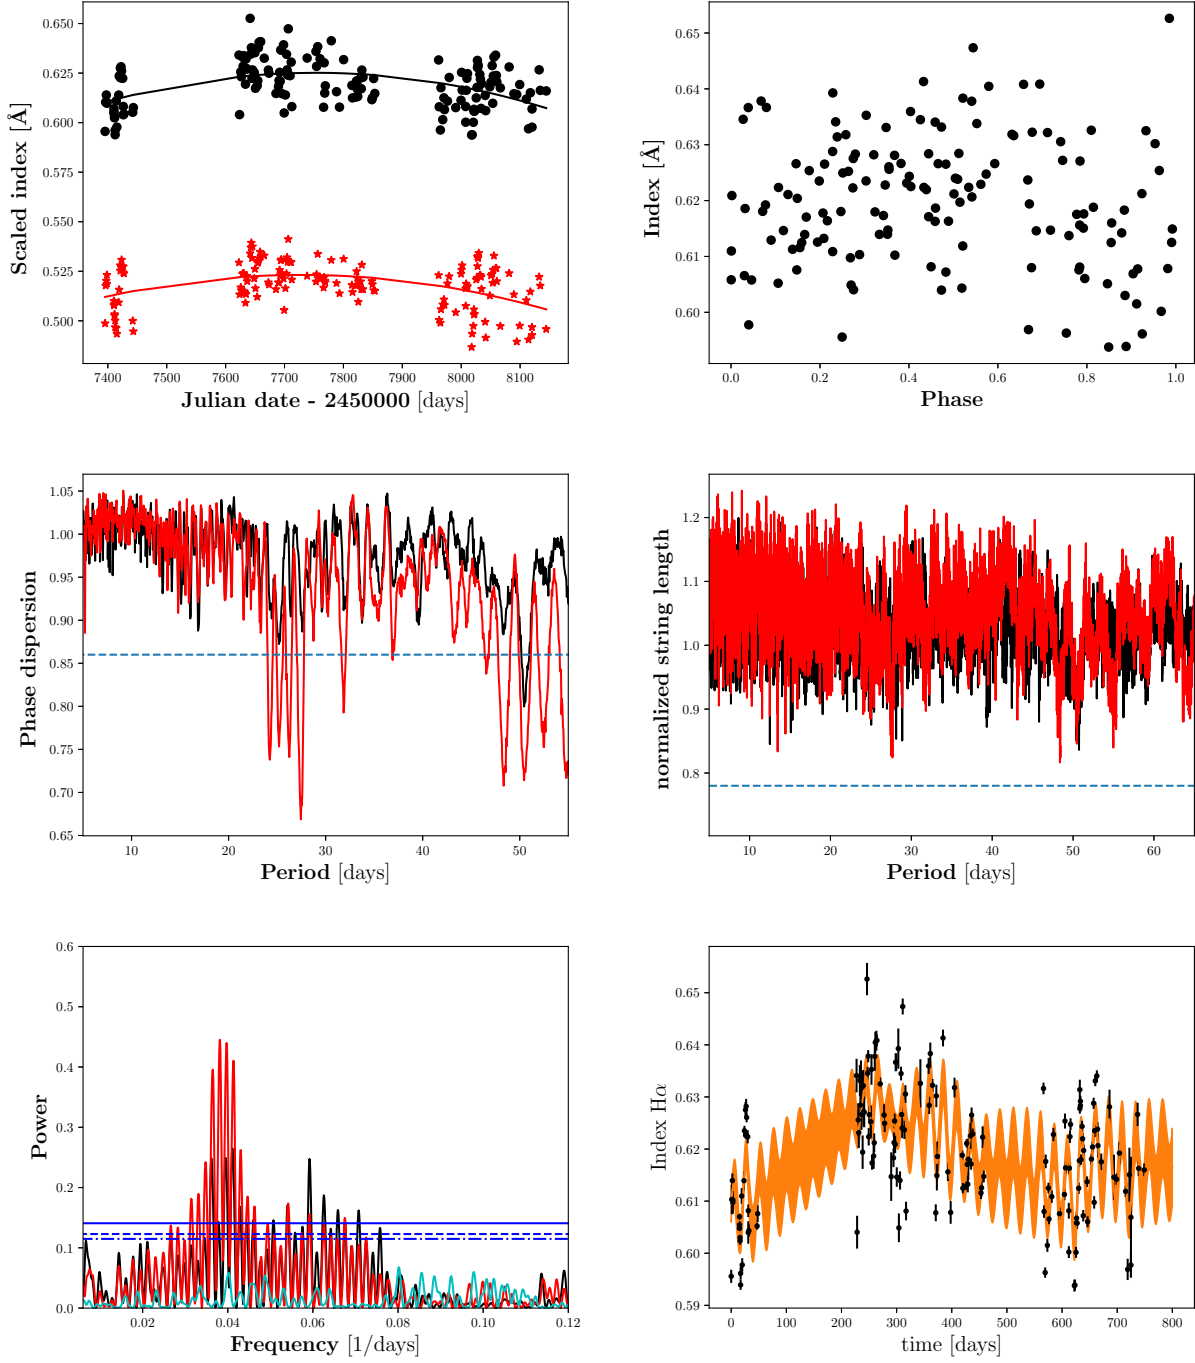 0.650
0.625
0.600
0.575
0.550
0.525
0.500
Scaled index [Å]
7400 7500 7600 7700 7800 7900 8000 8100
Julian date - 2450000 [days]
0.65
0.64
0.63
0.62
0.61
0.60
Index [Å]
0.0 0.2 0.4 0.6 0.8 1.0
Phase
1.05
1.00
0.95
0.90
0.85
0.80
0.75
0.70
0.65
Phase dispersion
10 20 30 40 50
Period [days]
1.2
1.1
1.0
0.9
0.8
normalized string length
10 20 30 40 50 60
Period [days]
0.6
0.5
0.4
0.3
0.2
0.1
0.0
Power
0.02 0.04 0.06 0.08 0.10 0.12
Frequency [1/days]
0.65
0.64
0.63
0.62
0.61
0.60
0.59
Index Hα
0 100 200 300 400 500 600 700 800
time [days]